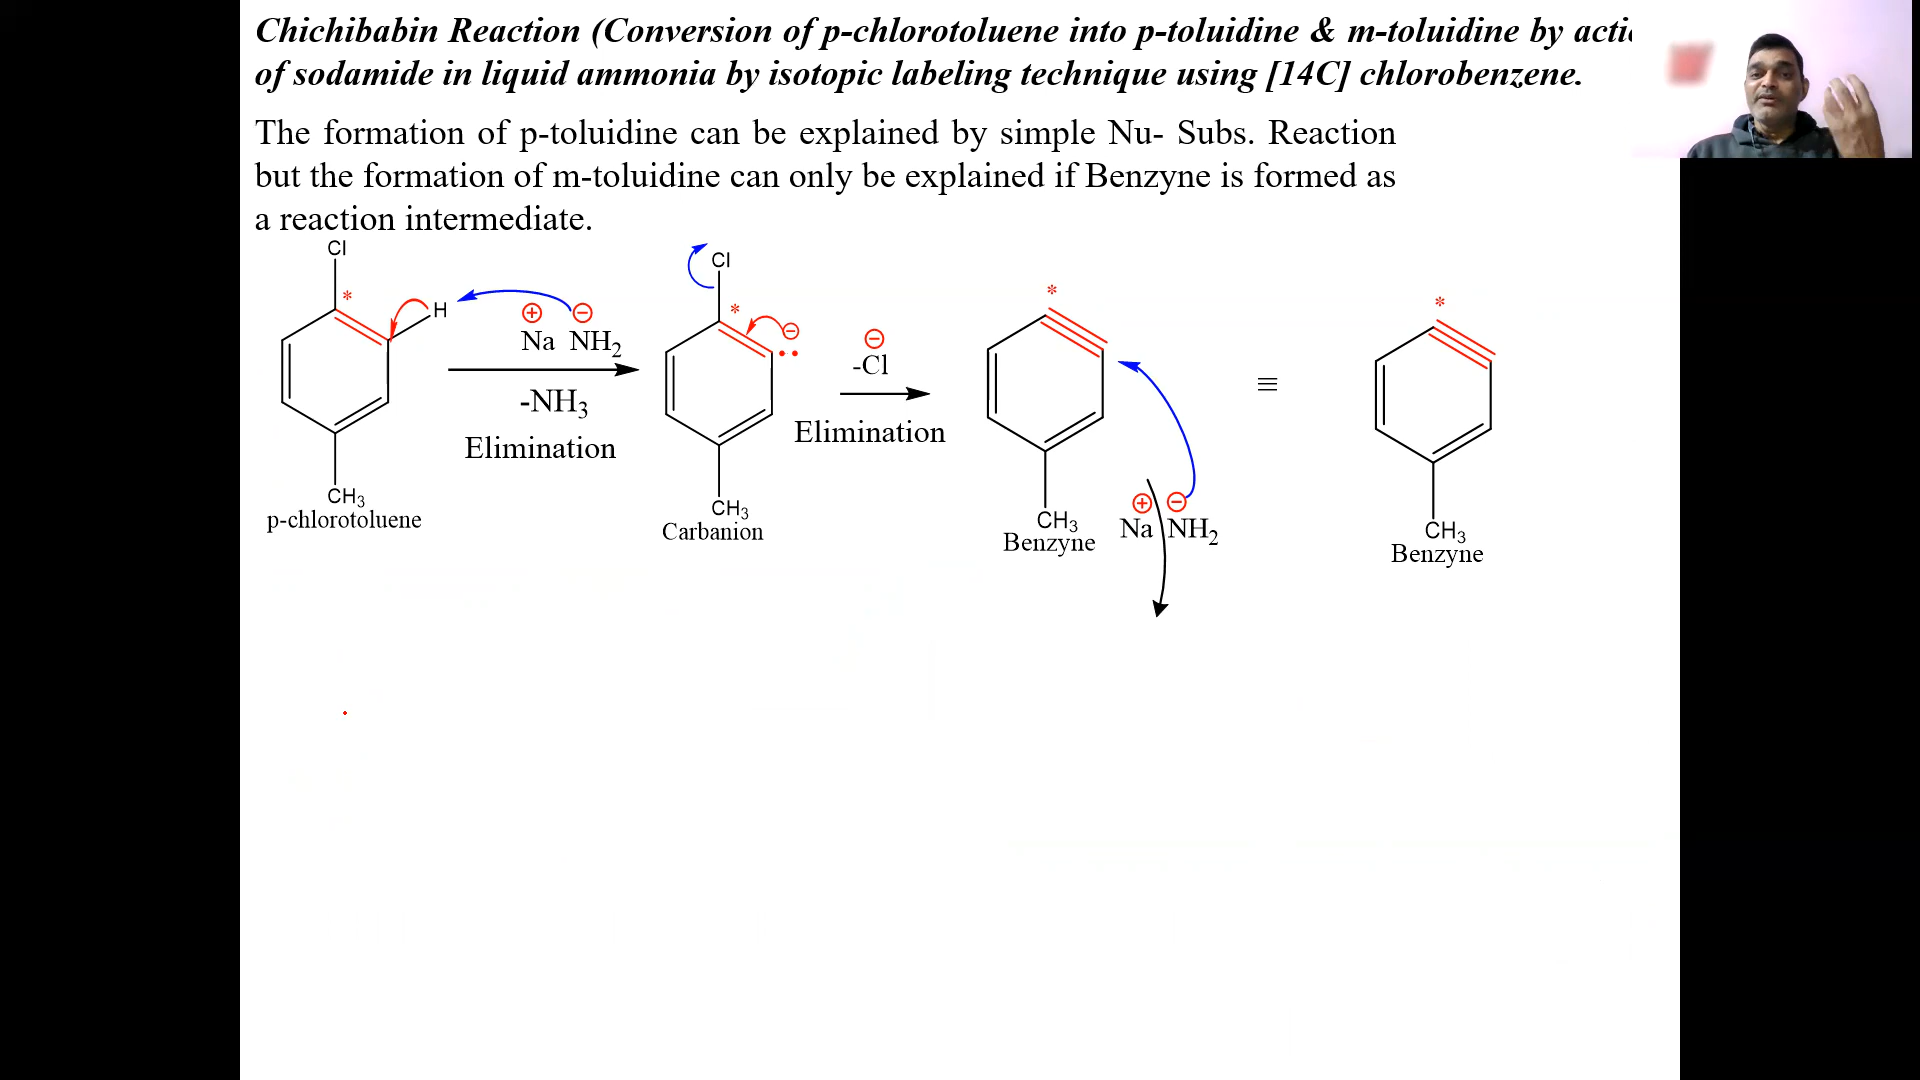 Chichibabin Reaction (Conversion of p-chlorotoluene into p-toluidine & m-toluidine by
of sodamide in liquid ammonia by isotopic labeling technique using [14C] chlorobenzene.
The formation of p-toluidine can be explained by simple Nu- Subs. Reaction
but the formation of m-toluidine can only be explained if Benzyne is formed as
a reaction intermediate.
Cl
*
H
⊕ ⊖
Na NH₂
-NH₃
Elimination
CH₃
p-chlorotoluene
Cl
*
⊖
CH₃
Carbanion
⊖
-Cl
Elimination
*
CH₃
Benzyne
⊕ ⊖
Na NH₂
≡
*
CH₃
Benzyne